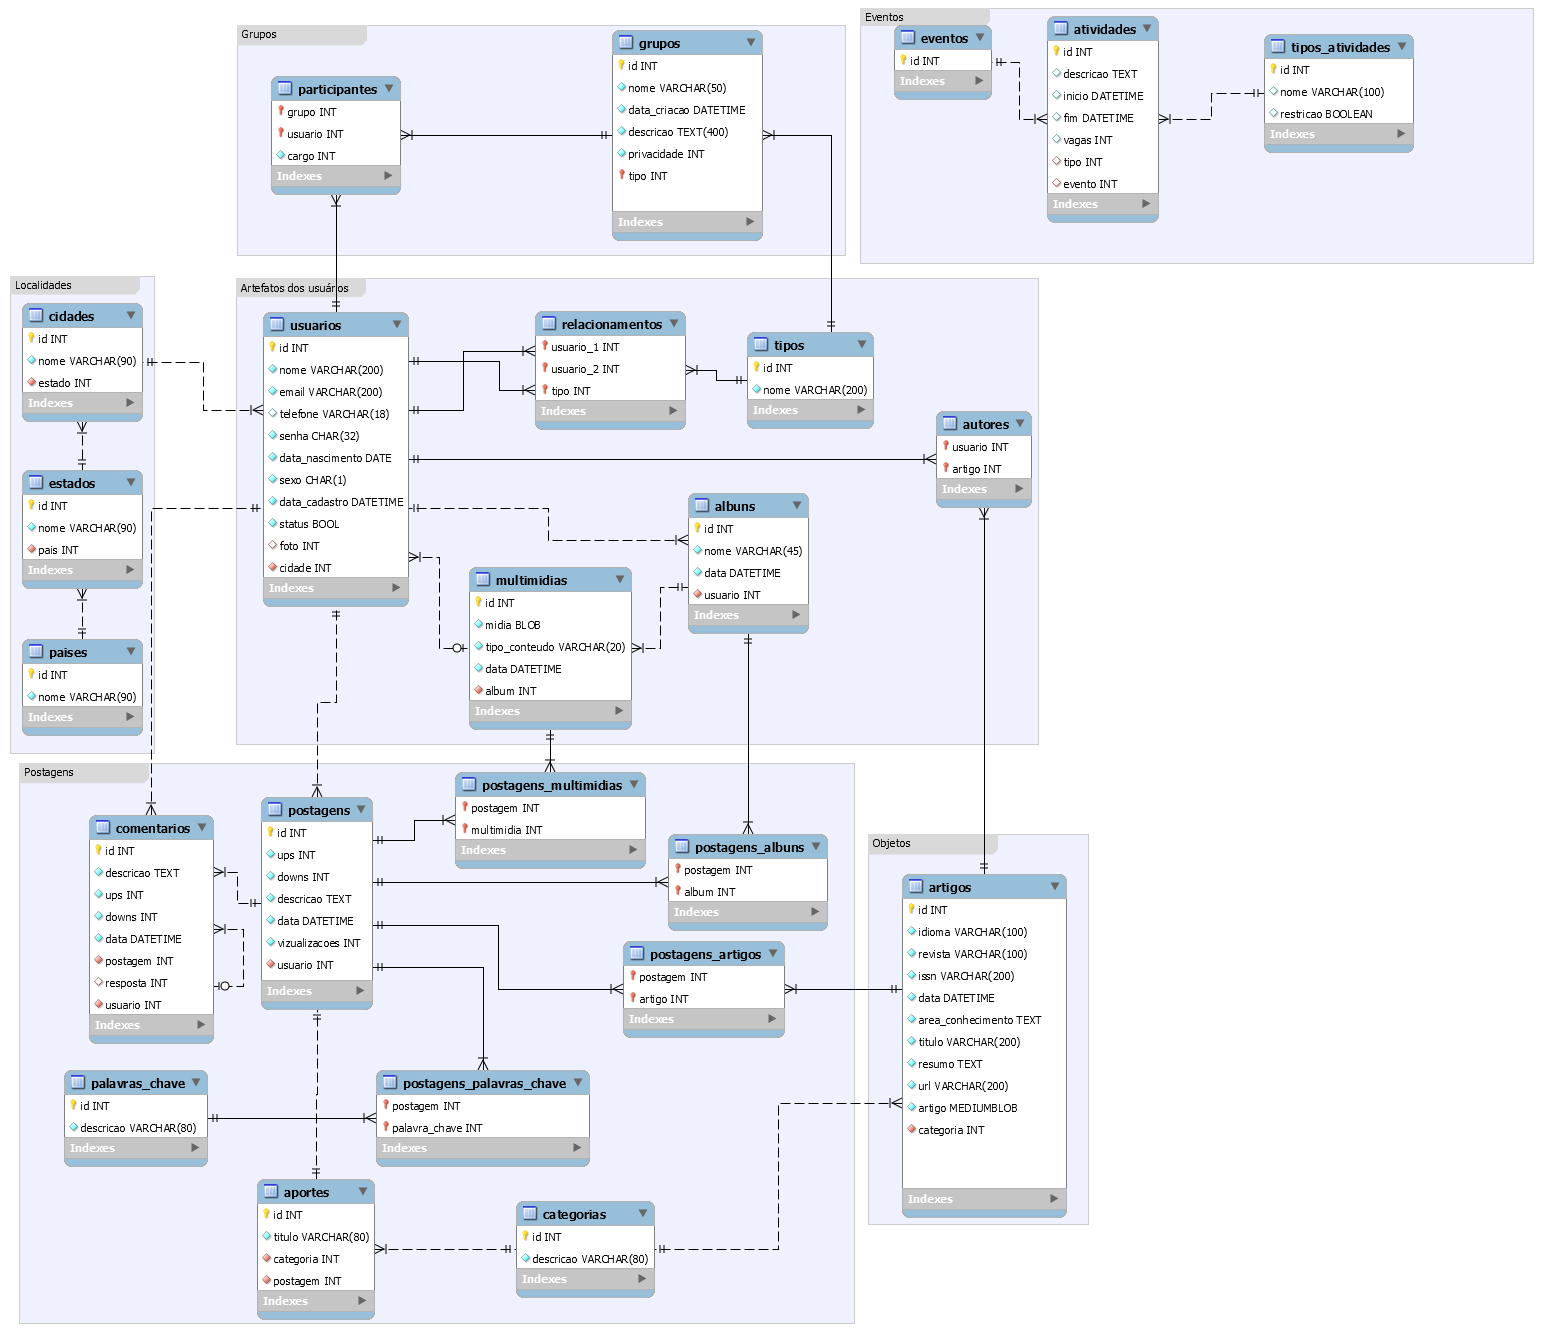 Grupos
participantes
grupo INT
usuario INT
cargo INT
Indexes
grupos
id INT
nome VARCHAR(50)
data_criacao DATETIME
descricao TEXT(400)
privacidade INT
tipo INT
Indexes
Eventos
eventos
id INT
Indexes
atividades
id INT
descricao TEXT
inicio DATETIME
fim DATETIME
vagas INT
tipo INT
evento INT
Indexes
tipos_atividades
id INT
nome VARCHAR(100)
restricao BOOLEAN
Indexes
Localidades
cidades
id INT
nome VARCHAR(90)
estado INT
Indexes
estados
id INT
nome VARCHAR(90)
pais INT
Indexes
paises
id INT
nome VARCHAR(90)
Indexes
Artefatos dos usuários
usuarios
id INT
nome VARCHAR(200)
email VARCHAR(200)
telefone VARCHAR(18)
senha CHAR(32)
data_nascimento DATE
sexo CHAR(1)
data_cadastro DATETIME
status BOOL
foto INT
cidade INT
Indexes
relacionamentos
usuario_1 INT
usuario_2 INT
tipo INT
Indexes
tipos
id INT
nome VARCHAR(200)
Indexes
autores
usuario INT
artigo INT
Indexes
albuns
id INT
nome VARCHAR(45)
data DATETIME
usuario INT
Indexes
multimidias
id INT
midia BLOB
tipo_conteudo VARCHAR(20)
data DATETIME
album INT
Indexes
Postagens
comentarios
id INT
descricao TEXT
ups INT
downs INT
data DATETIME
postagem INT
resposta INT
usuario INT
Indexes
postagens
id INT
ups INT
downs INT
descricao TEXT
data DATETIME
vizualizacoes INT
usuario INT
Indexes
postagens_multimidias
postagem INT
multimidia INT
Indexes
postagens_albuns
postagem INT
album INT
Indexes
postagens_artigos
postagem INT
artigo INT
Indexes
palavras_chave
id INT
descricao VARCHAR(80)
Indexes
postagens_palavras_chave
postagem INT
palavra_chave INT
Indexes
aportes
id INT
titulo VARCHAR(80)
categoria INT
postagem INT
Indexes
categorias
id INT
descricao VARCHAR(80)
Indexes
Objetos
artigos
id INT
idioma VARCHAR(100)
revista VARCHAR(100)
issn VARCHAR(200)
data DATETIME
area_conhecimento TEXT
titulo VARCHAR(200)
resumo TEXT
url VARCHAR(200)
artigo MEDIUMBLOB
categoria INT
Indexes